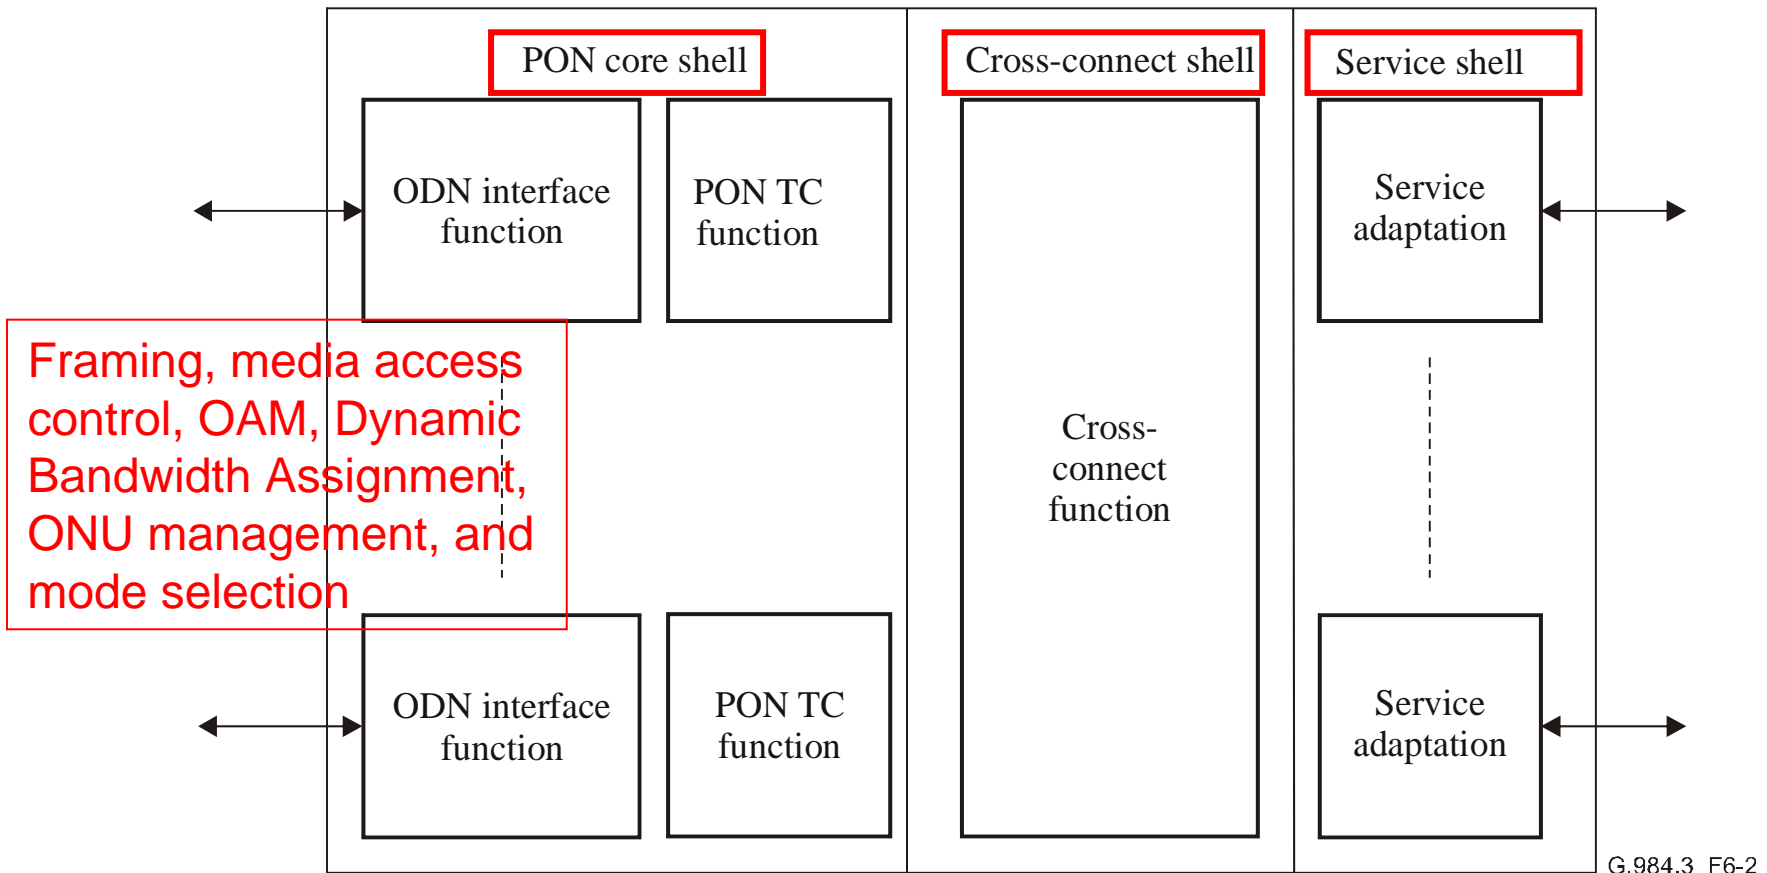 PON core shell
Cross-connect shell
Service shell
ODN interface
function
PON TC
function
Service
adaptation
Framing, media access
control, OAM, Dynamic
Bandwidth Assignment,
ONU management, and
mode selection
Cross-
connect
function
ODN interface
function
PON TC
function
Service
adaptation
G.984.3_F6-2